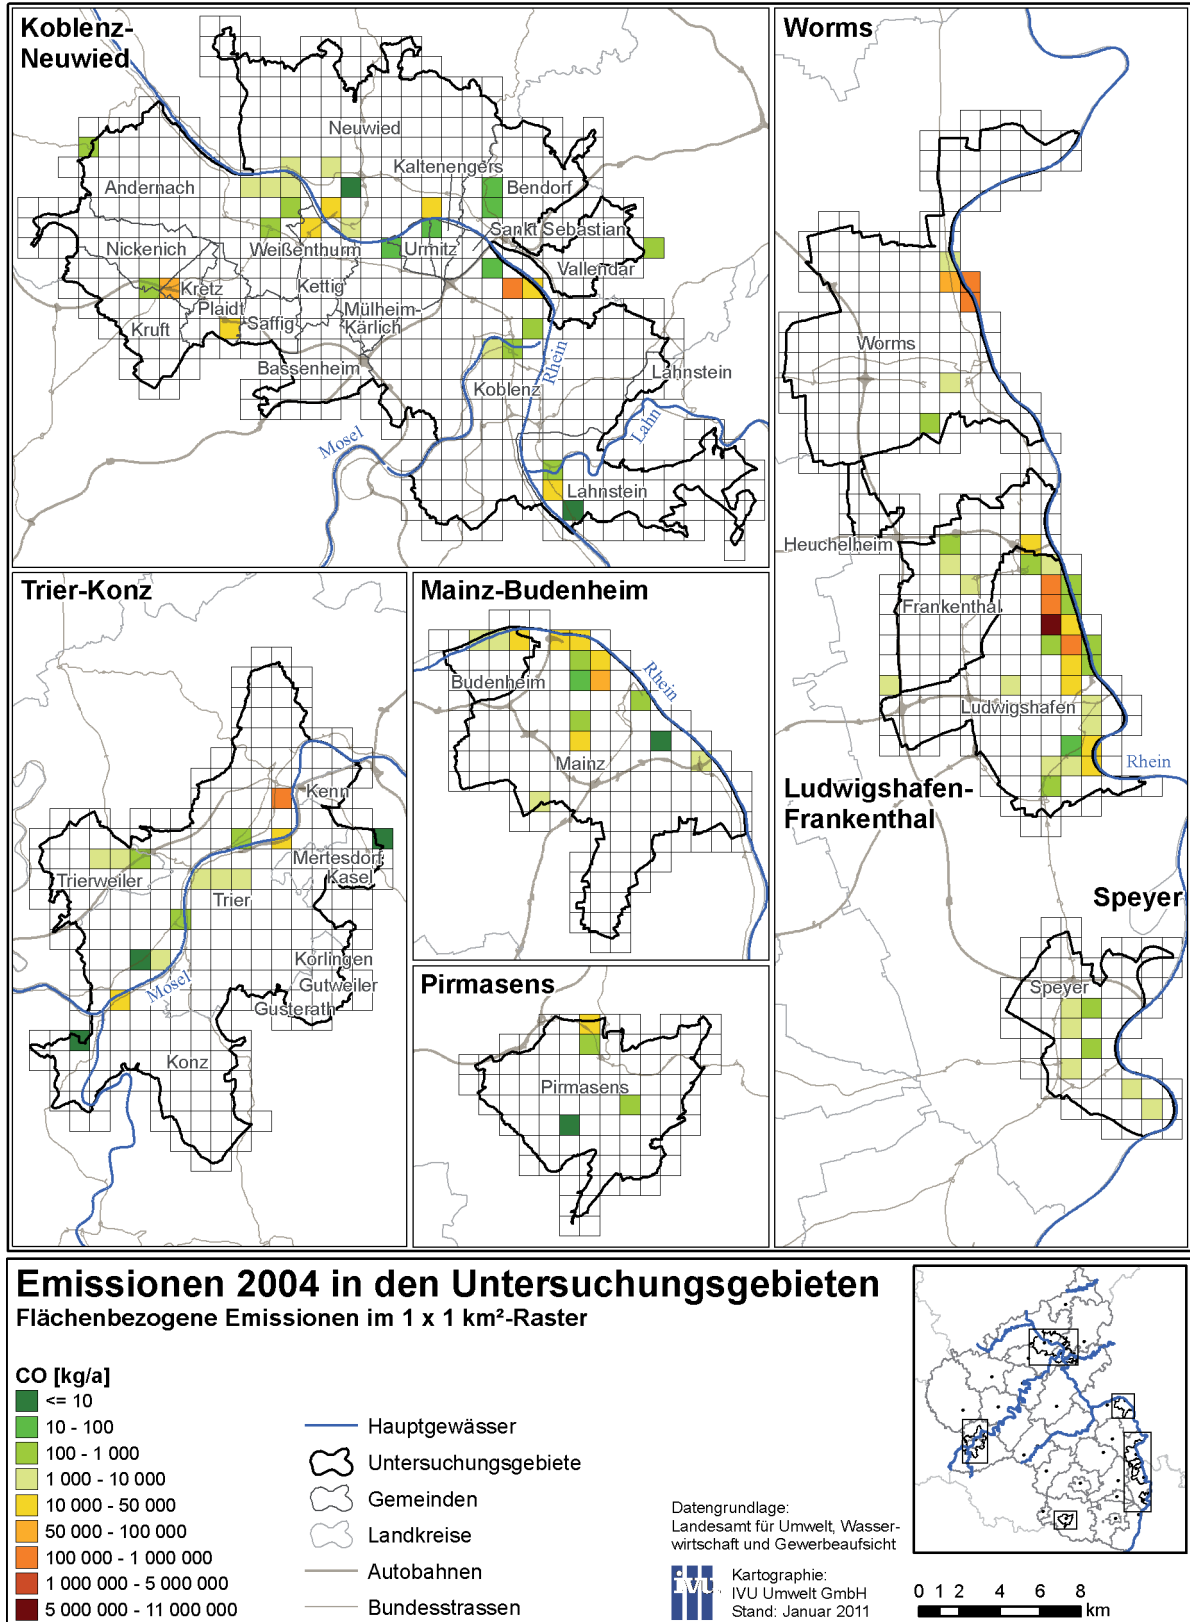 Koblenz-
Neuwied
Neuwied
Kaltenengers
Andernach
Bendorf
Nickenich
Weißenthurm
Urmitz
Sankt Sebastian
Vallendar
Kretz
Kettig
Plaidt
Saffig
Mülheim-
Kärlich
Kruft
Bassenheim
Koblenz
Rhein
Lahnstein
Lahn
Mosel
Lahnstein
Worms
Worms
Heuchelheim
Frankenthal
Ludwigshafen
Rhein
Ludwigshafen-
Frankenthal
Speyer
Speyer
Trier-Konz
Kenn
Mertesdorf
Kasel
Trierweiler
Trier
Korlingen
Gutweiler
Gusterath
Mosel
Konz
Mainz-Budenheim
Budenheim
Rhein
Mainz
Pirmasens
Pirmasens
Emissionen 2004 in den Untersuchungsgebieten
Flächenbezogene Emissionen im 1 x 1 km²-Raster
CO [kg/a]
<= 10
10 - 100
100 - 1 000
1 000 - 10 000
10 000 - 50 000
50 000 - 100 000
100 000 - 1 000 000
1 000 000 - 5 000 000
5 000 000 - 11 000 000
Hauptgewässer
Untersuchungsgebiete
Gemeinden
Landkreise
Autobahnen
Bundesstrassen
Datengrundlage:
Landesamt für Umwelt, Wasser-
wirtschaft und Gewerbeaufsicht
ivu
Kartographie:
IVU Umwelt GmbH
Stand: Januar 2011
0 1 2 4 6 8
km